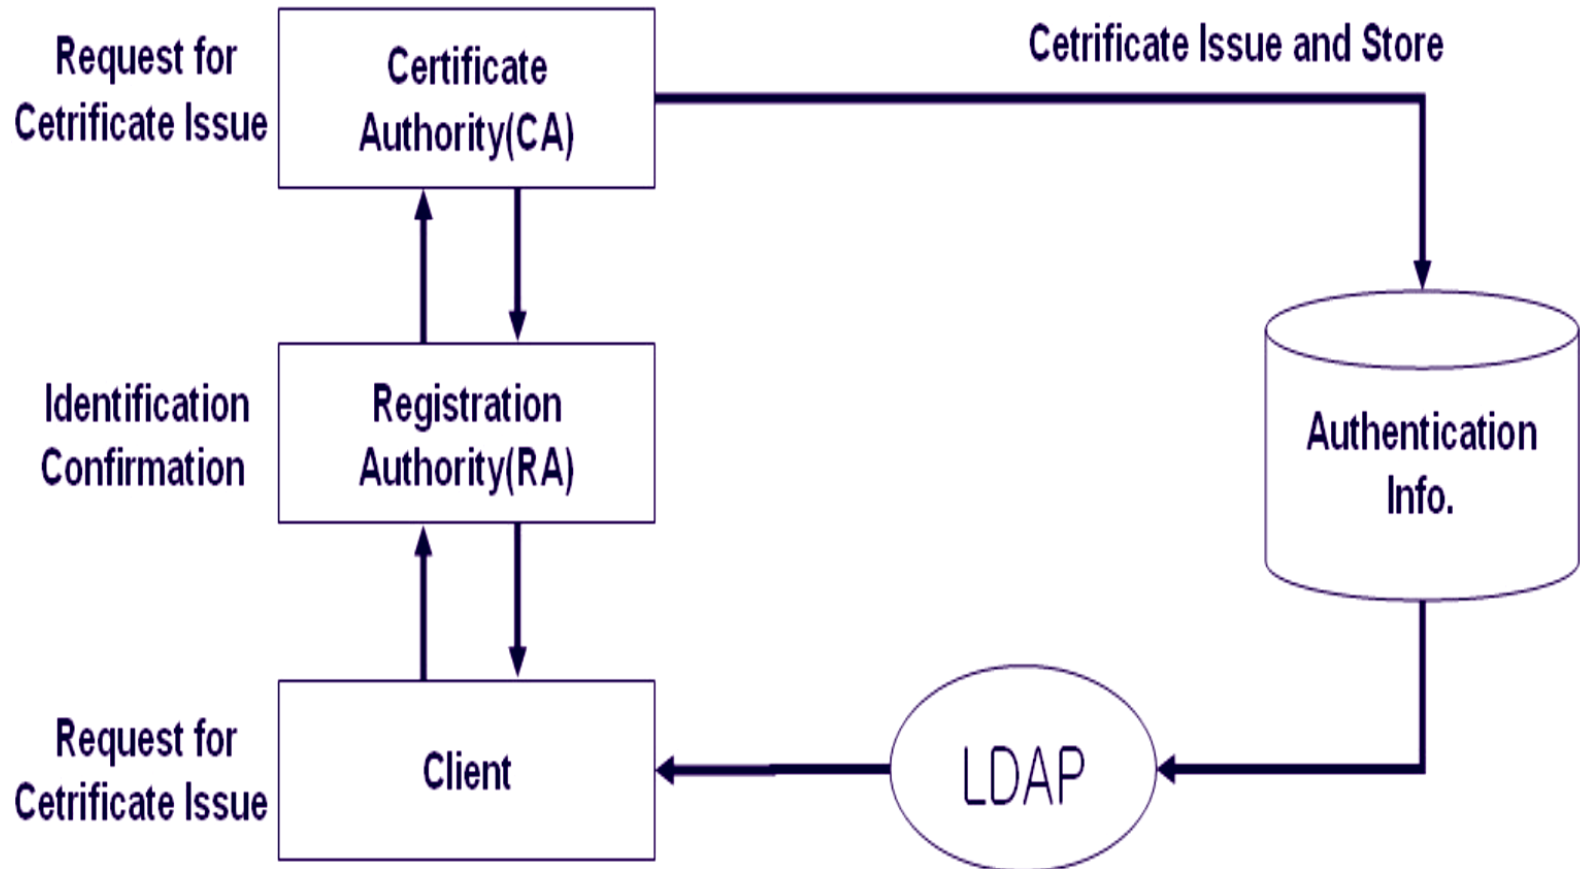 Request for
Cetrificate Issue
Certificate
Authority(CA)
Cetrificate Issue and Store
Identification
Confirmation
Registration
Authority(RA)
Authentication
Info.
Request for
Cetrificate Issue
Client
LDAP